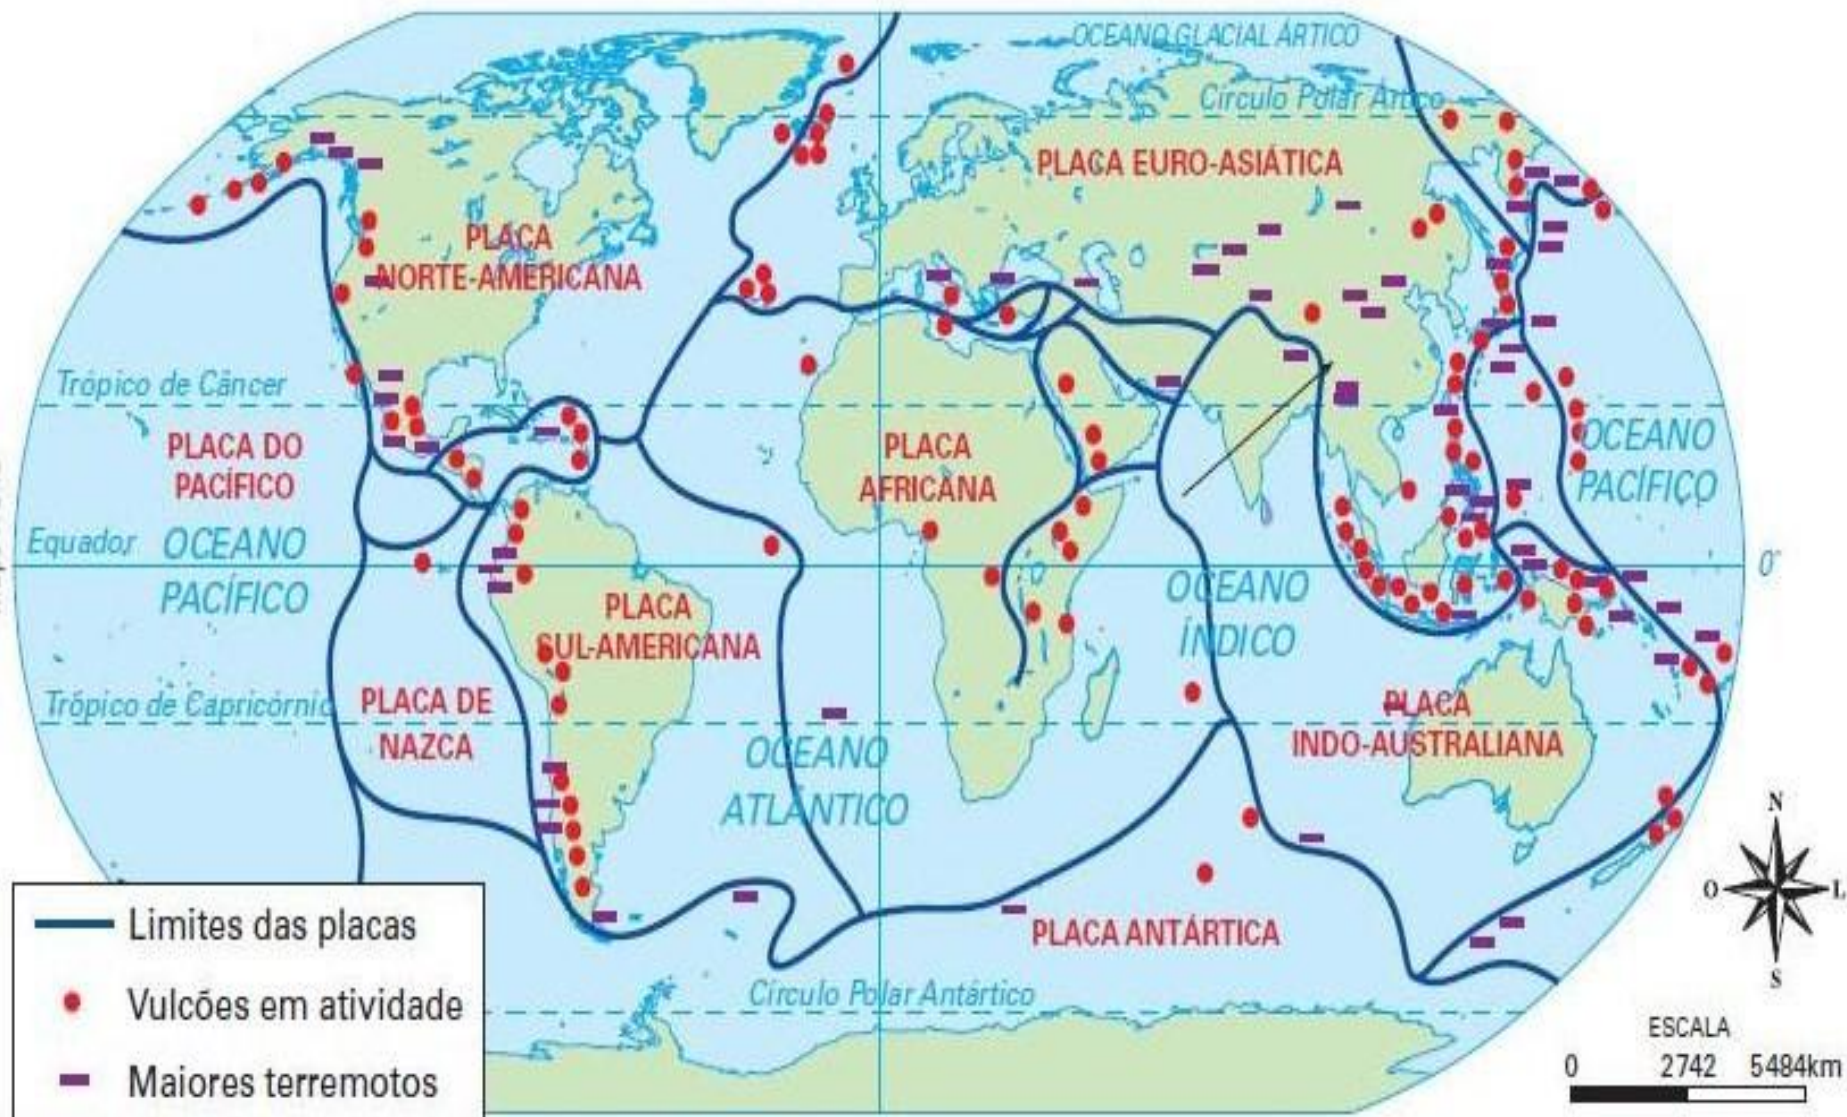 OCEANO GLACIAL ÁRTICO
Círculo Polar Ártico
PLACA EURO-ASIÁTICA
PLACA
NORTE-AMERICANA
Trópico de Câncer
PLACA DO
PACÍFICO
PLACA
AFRICANA
OCEANO
PACÍFICO
Equador
OCEANO
PACÍFICO
0°
OCEANO
ÍNDICO
PLACA
SUL-AMERICANA
Trópico de Capricórnio
PLACA DE
NAZCA
PLACA
INDO-AUSTRALIANA
OCEANO
ATLÂNTICO
PLACA ANTÁRTICA
Círculo Polar Antártico
Limites das placas
Vulcões em atividade
Maiores terremotos
N
O
L
S
ESCALA
0 2742 5484km